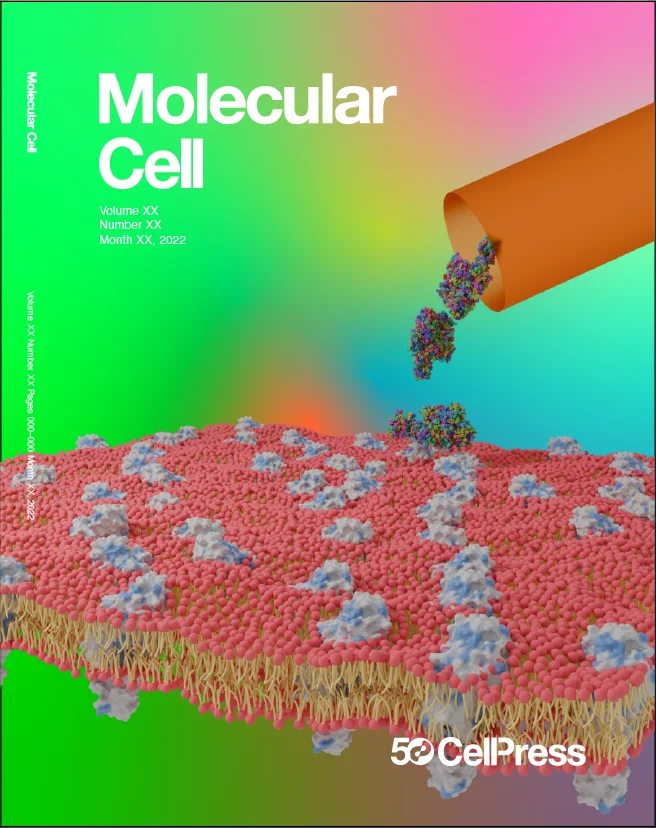 Molecular
Cell
Volume XX
Number XX
Month XX, 2022
Molecular Cell
Volume XX Number XX Pages 000–000 Month XX, 2022
50 CellPress